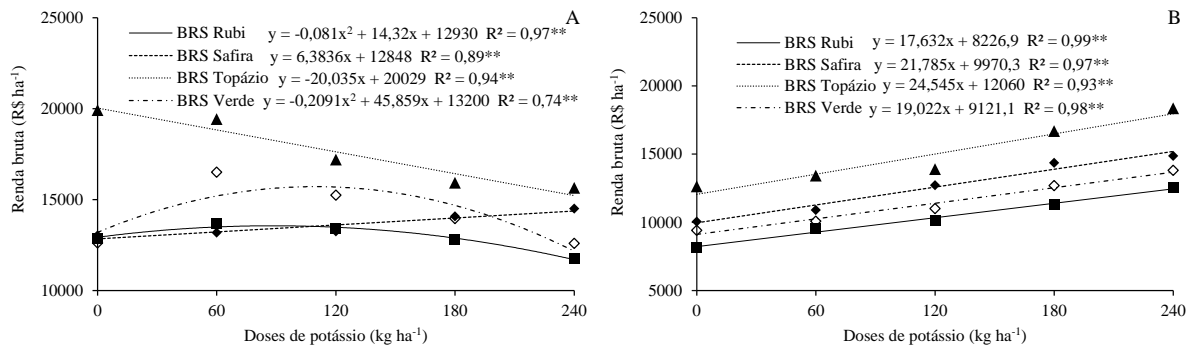 A
25000
20000
15000
10000
Renda bruta (R$ ha⁻¹)
BRS Rubi y = -0,081x² + 14,32x + 12930 R² = 0,97**
BRS Safira y = 6,3836x + 12848 R² = 0,89**
BRS Topázio y = -20,035x + 20029 R² = 0,94**
BRS Verde y = -0,2091x² + 45,859x + 13200 R² = 0,74**
0 60 120 180 240
Doses de potássio (kg ha⁻¹)
B
25000
20000
15000
10000
5000
Renda bruta (R$ ha⁻¹)
BRS Rubi y = 17,632x + 8226,9 R² = 0,99**
BRS Safira y = 21,785x + 9970,3 R² = 0,97**
BRS Topázio y = 24,545x + 12060 R² = 0,93**
BRS Verde y = 19,022x + 9121,1 R² = 0,98**
0 60 120 180 240
Doses de potássio (kg ha⁻¹)